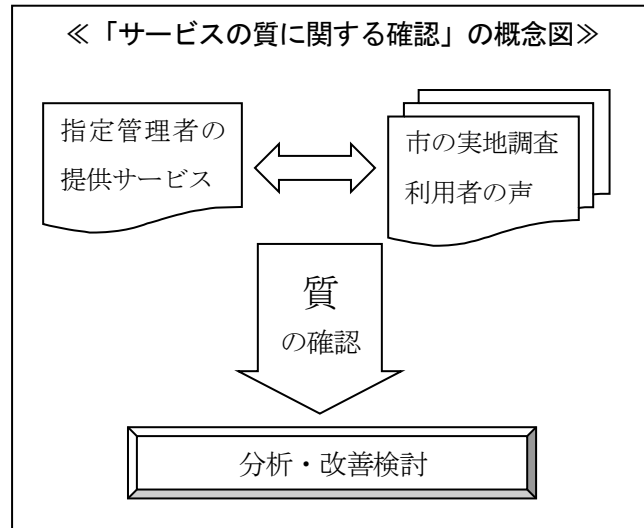 ≪「サービスの質に関する確認」の概念図≫
指定管理者の
提供サービス
市の実地調査
利用者の声
質
の確認
分析・改善検討